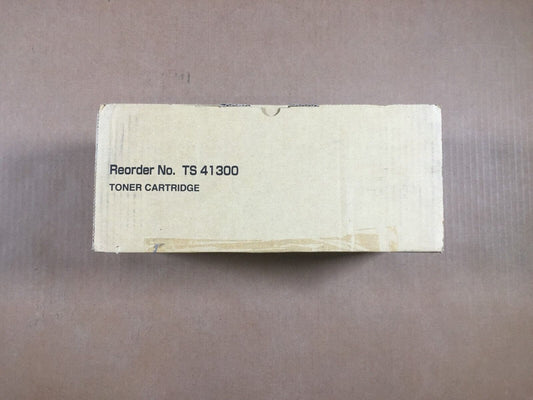 Reorder No. TS 41300
TONER CARTRIDGE